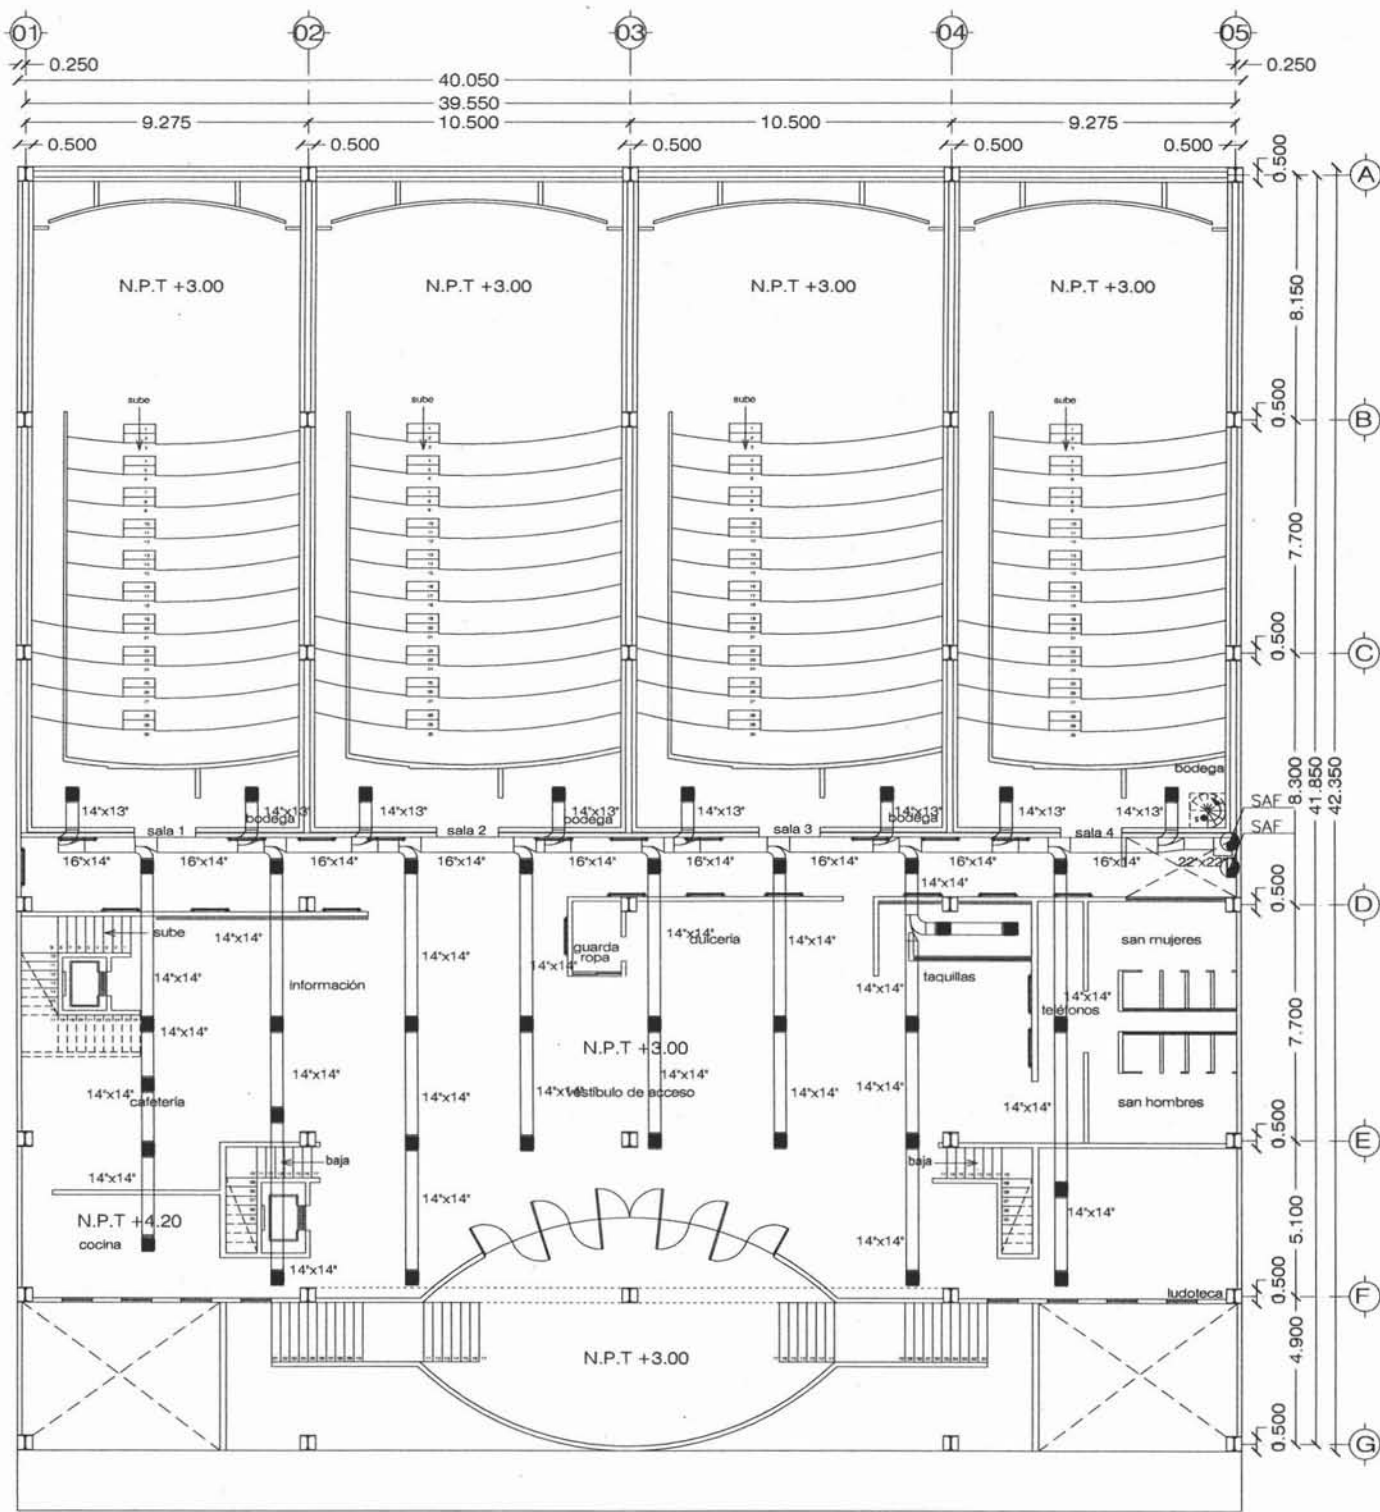 01 02 03 04 05
0.250 0.250
40.050
39.550
9.275 10.500 10.500 9.275
0.500 0.500 0.500 0.500 0.500
0.500 A
N.P.T +3.00 N.P.T +3.00 N.P.T +3.00 N.P.T +3.00
8.150
sube sube sube sube
0.500 B
7.700
0.500 C
8.300 41.850 42.350
bodega
SAF
14"x13" 14"x13" 14"x13" 14"x13" 14"x13" 14"x13" 14"x13" 14"x13"
bodega bodega bodega
SAF
sala 1 sala 2 sala 3 sala 4
16"x14" 16"x14" 16"x14" 16"x14" 16"x14" 16"x14" 16"x14" 16"x14" 16"x14" 22"x22"
14"x14"
0.500 D
sube 14"x14" 14"x14" dulcería san mujeres
guarda
ropa
14"x14" 14"x14" 14"x14"
14"x14" información 14"x14" taquillas
14"x14" 14"x14"
teléfonos
14"x14"
7.700
N.P.T +3.00
14"x14" 14"x14" 14"x14"
14"x14" cafetería 14"x14" 14"x14" vestíbulo de acceso 14"x14" 14"x14" san hombres
0.500 E
baja baja
14"x14"
14"x14" 14"x14"
N.P.T +4.20
5.100
cocina 14"x14"
14"x14"
ludoteca 0.500 F
4.900
N.P.T +3.00
0.500 G